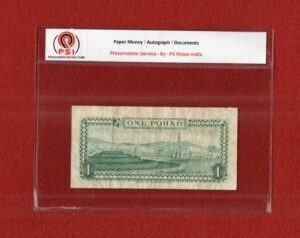 PSI
Preservation Service India
Paper Money | Autograph | Documents
Preservation Service - By - PS Vision India
ONE POUND
1
1